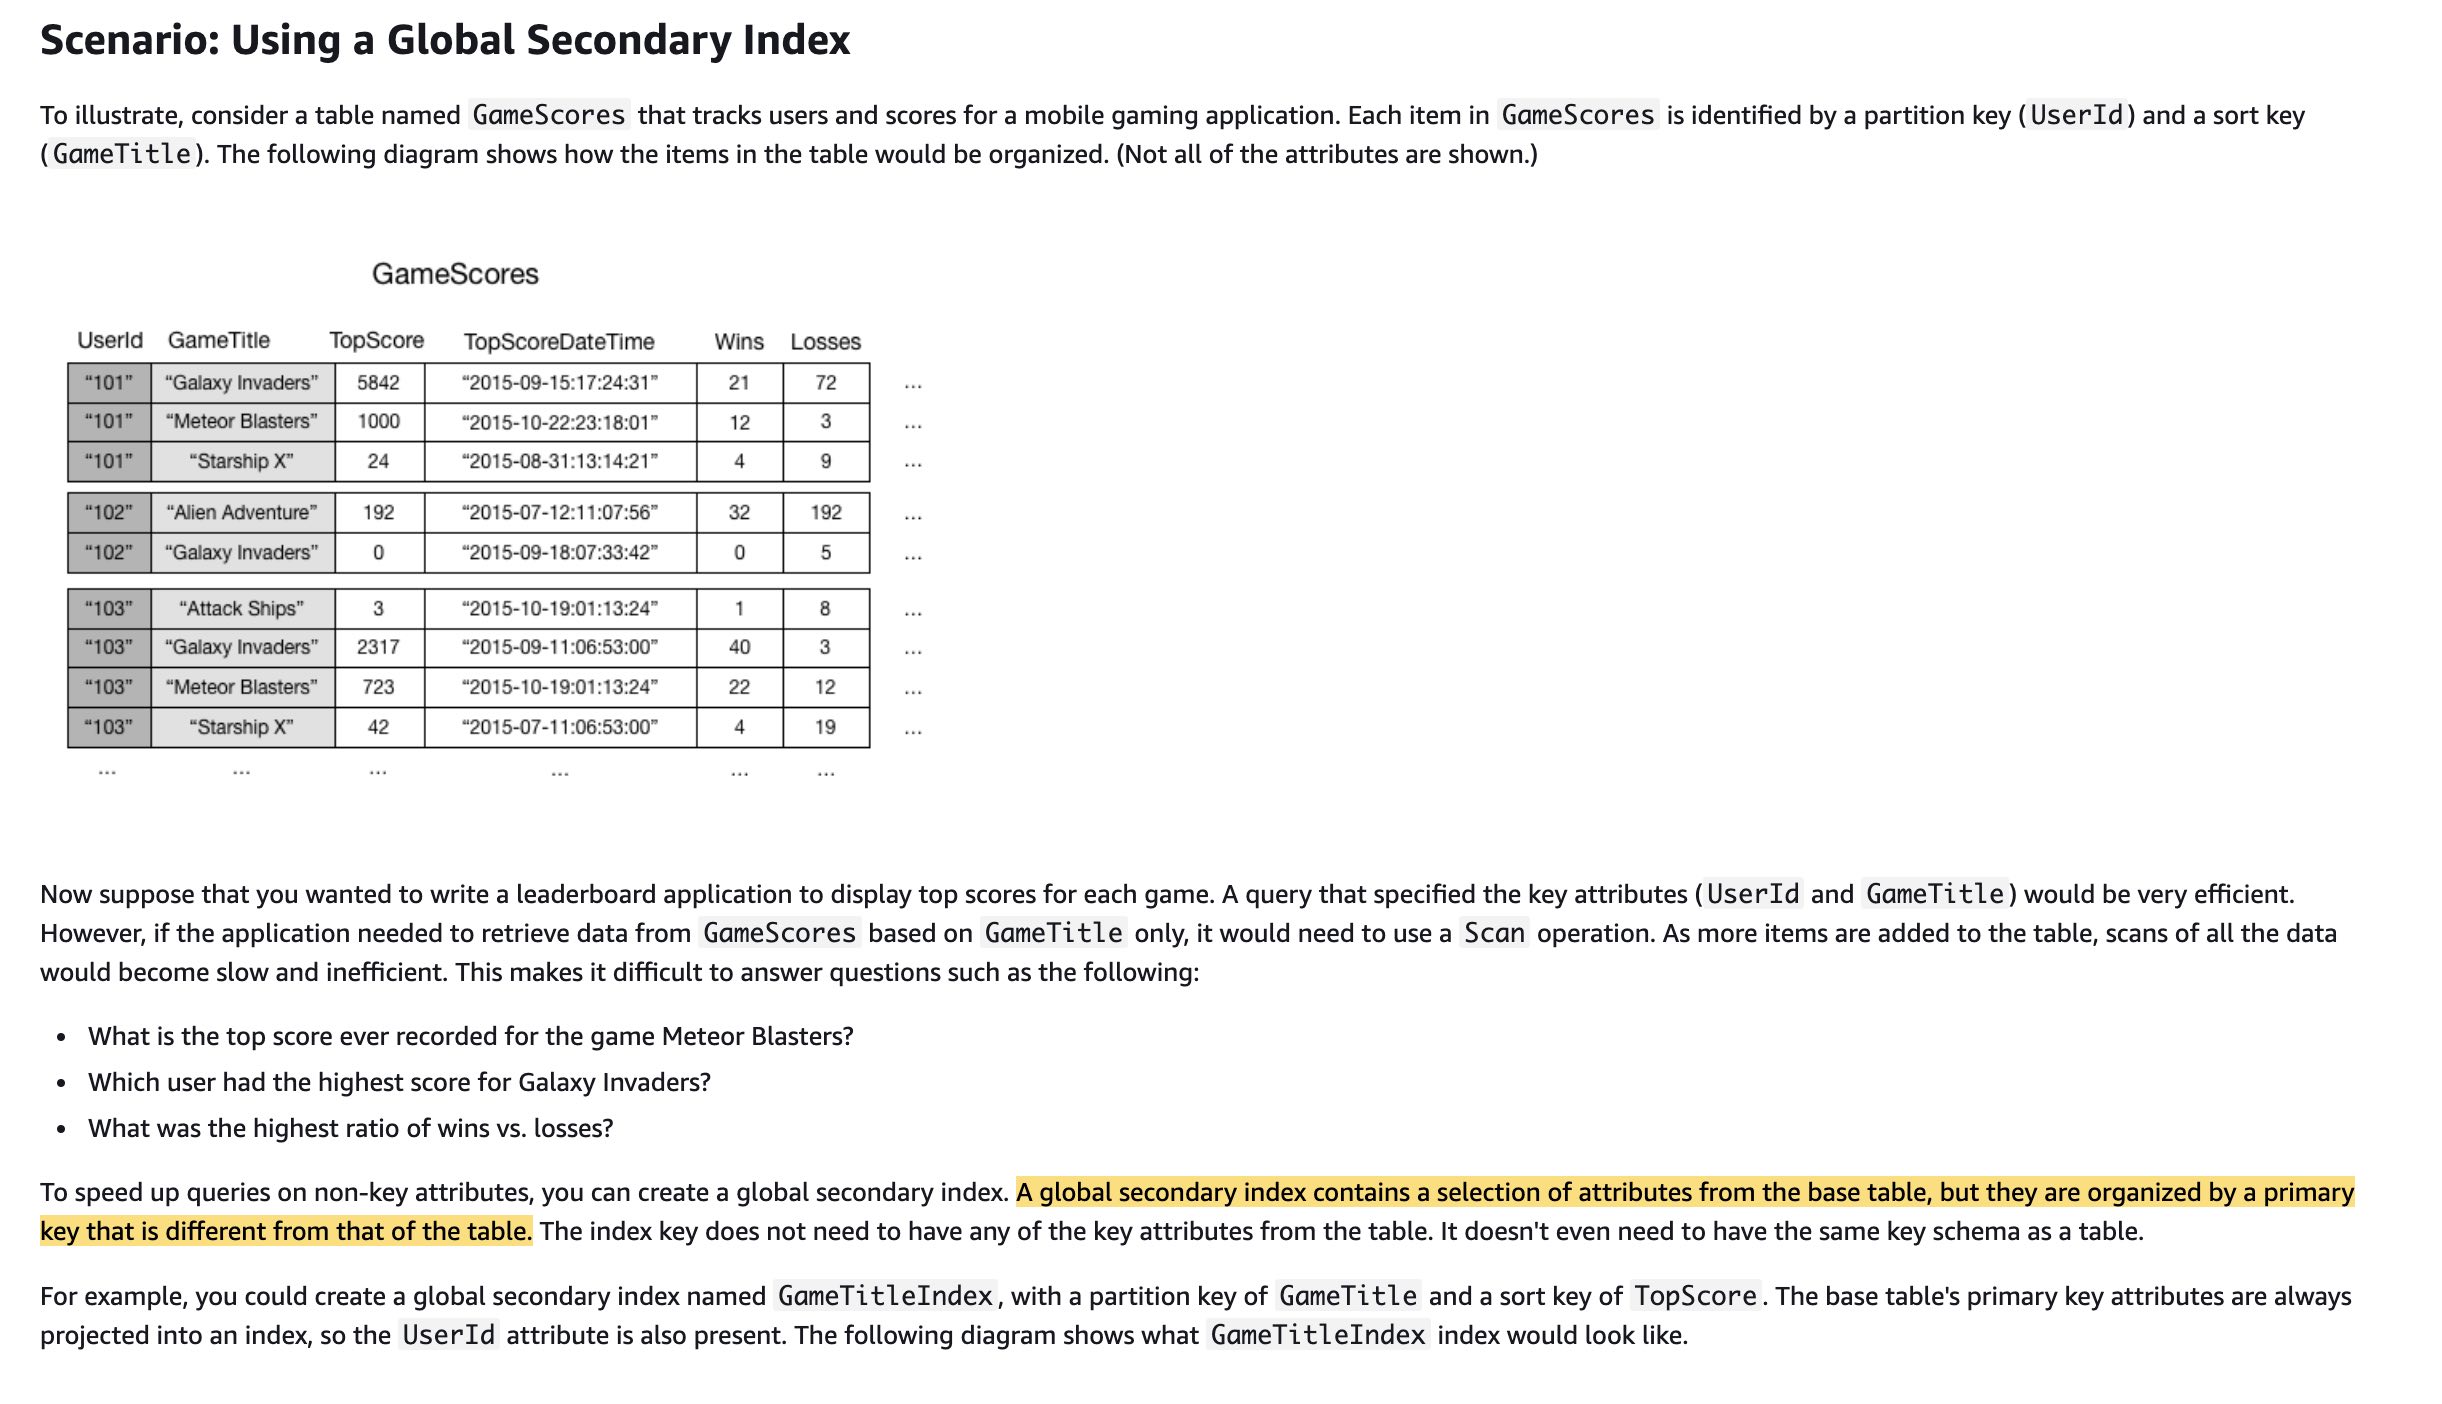 Scenario: Using a Global Secondary Index
To illustrate, consider a table named GameScores that tracks users and scores for a mobile gaming application. Each item in GameScores is identified by a partition key (UserId) and a sort key
(GameTitle). The following diagram shows how the items in the table would be organized. (Not all of the attributes are shown.)
GameScores
UserId GameTitle TopScore TopScoreDateTime Wins Losses
“101” “Galaxy Invaders” 5842 “2015-09-15:17:24:31” 21 72 ...
“101” “Meteor Blasters” 1000 “2015-10-22:23:18:01” 12 3 ...
“101” “Starship X” 24 “2015-08-31:13:14:21” 4 9 ...
“102” “Alien Adventure” 192 “2015-07-12:11:07:56” 32 192 ...
“102” “Galaxy Invaders” 0 “2015-09-18:07:33:42” 0 5 ...
“103” “Attack Ships” 3 “2015-10-19:01:13:24” 1 8 ...
“103” “Galaxy Invaders” 2317 “2015-09-11:06:53:00” 40 3 ...
“103” “Meteor Blasters” 723 “2015-10-19:01:13:24” 22 12 ...
“103” “Starship X” 42 “2015-07-11:06:53:00” 4 19 ...
... ... ... ... ... ...
Now suppose that you wanted to write a leaderboard application to display top scores for each game. A query that specified the key attributes (UserId and GameTitle) would be very efficient.
However, if the application needed to retrieve data from GameScores based on GameTitle only, it would need to use a Scan operation. As more items are added to the table, scans of all the data
would become slow and inefficient. This makes it difficult to answer questions such as the following:
• What is the top score ever recorded for the game Meteor Blasters?
• Which user had the highest score for Galaxy Invaders?
• What was the highest ratio of wins vs. losses?
To speed up queries on non-key attributes, you can create a global secondary index. A global secondary index contains a selection of attributes from the base table, but they are organized by a primary
key that is different from that of the table. The index key does not need to have any of the key attributes from the table. It doesn't even need to have the same key schema as a table.
For example, you could create a global secondary index named GameTitleIndex, with a partition key of GameTitle and a sort key of TopScore. The base table's primary key attributes are always
projected into an index, so the UserId attribute is also present. The following diagram shows what GameTitleIndex index would look like.